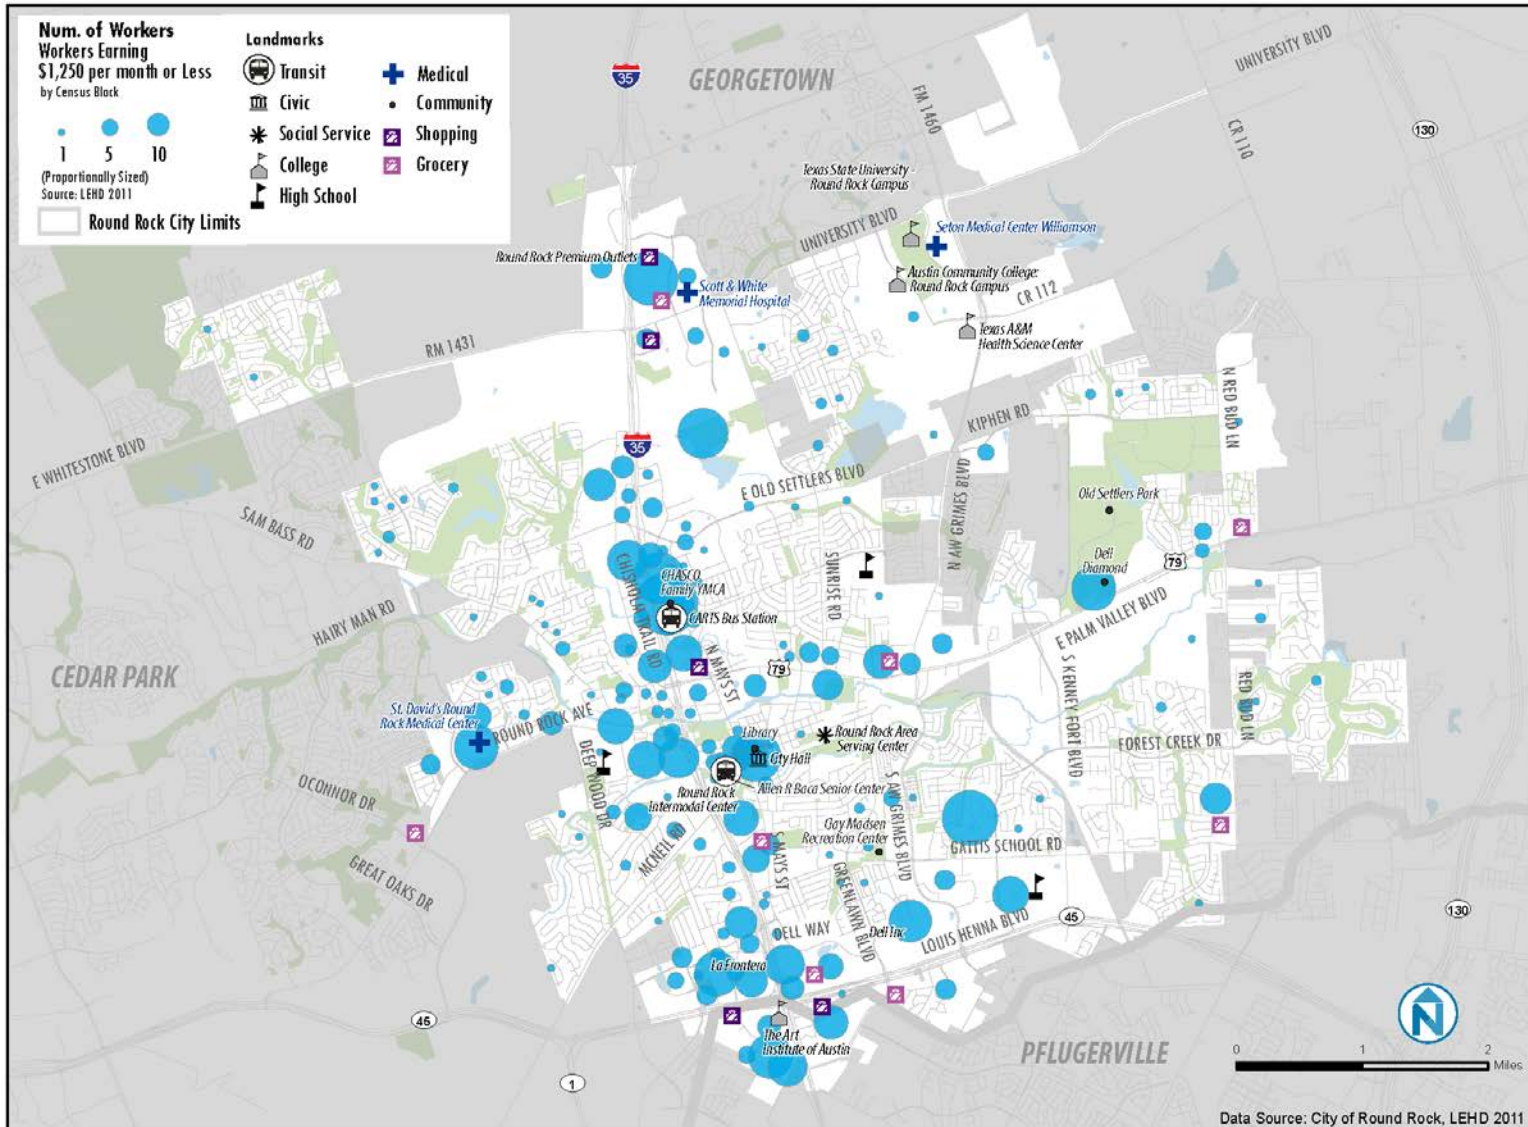 Num. of Workers
Workers Earning
$1,250 per month or Less
by Census Block
1 5 10
(Proportionally Sized)
Source: LEHD 2011
Round Rock City Limits
Landmarks
Transit
Civic
Social Service
College
High School
Medical
Community
Shopping
Grocery
35
GEORGETOWN
FM 1460
UNIVERSITY BLVD
CR 110
130
Texas State University -
Round Rock Campus
UNIVERSITY BLVD
Seton Medical Center Williamson
Round Rock Premium Outlets
Scott & White
Memorial Hospital
Austin Community College:
Round Rock Campus
CR 112
Texas A&M
Health Science Center
RM 1431
N RED BUD LN
KIPHEN RD
E WHITESTONE BLVD
35
E OLD SETTLERS BLVD
N AW GRIMES BLVD
Old Settlers Park
SAM BASS RD
SUNRISE RD
Dell
Diamond
79
CHISHOLM TRAIL RD
CHASCO
Family YMCA
CARTS Bus Station
HAIRY MAN RD
E PALM VALLEY BLVD
CEDAR PARK
N MAYS ST
79
S KENNEY FORT BLVD
RED BUD LN
St. David's Round
Rock Medical Center
ROUND ROCK AVE
Library
City Hall
Round Rock Area
Serving Center
FOREST CREEK DR
DEEP WOOD DR
OCONNOR DR
Round Rock
Intermodal Center
Allen R Baca Senior Center
S AW GRIMES BLVD
Gay Madsen
Recreation Center
GATTIS SCHOOL RD
MCNEIL RD
S MAYS ST
GREAT OAKS DR
GREENLAWN BLVD
DELL WAY
Dell Inc
LOUIS HENNA BLVD
45
130
La Frontera
45
The Art
Institute of Austin
PFLUGERVILLE
1
N
0 1 2
Miles
Data Source: City of Round Rock, LEHD 2011